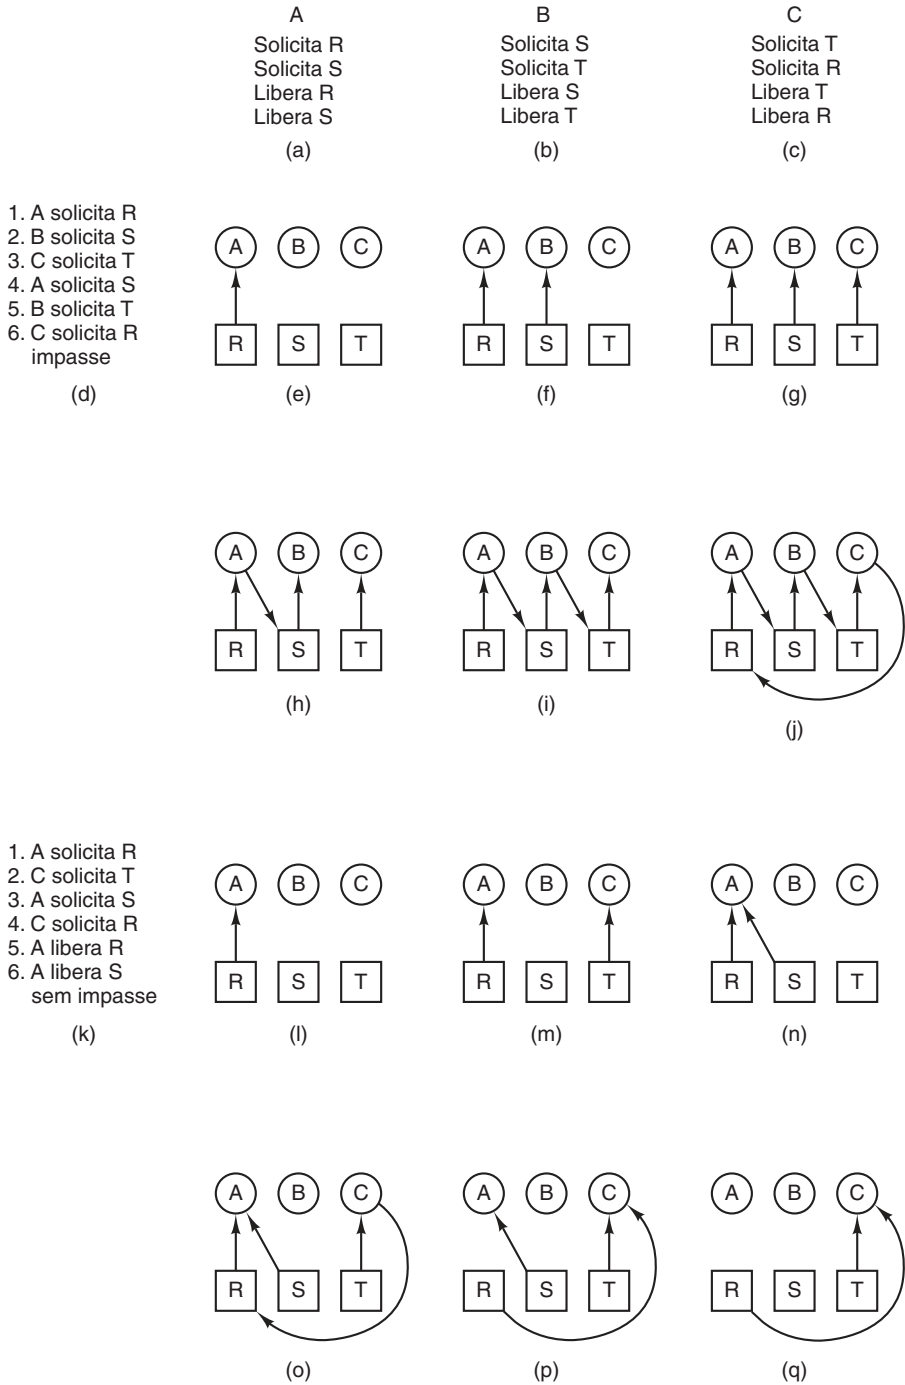 A
Solicita R
Solicita S
Libera R
Libera S
(a)
B
Solicita S
Solicita T
Libera S
Libera T
(b)
C
Solicita T
Solicita R
Libera T
Libera R
(c)
1. A solicita R
2. B solicita S
3. C solicita T
4. A solicita S
5. B solicita T
6. C solicita R
impasse
(d)
A B C
R S T
(e)
A B C
R S T
(f)
A B C
R S T
(g)
A B C
R S T
(h)
A B C
R S T
(i)
A B C
R S T
(j)
1. A solicita R
2. C solicita T
3. A solicita S
4. C solicita R
5. A libera R
6. A libera S
sem impasse
(k)
A B C
R S T
(l)
A B C
R S T
(m)
A B C
R S T
(n)
A B C
R S T
(o)
A B C
R S T
(p)
A B C
R S T
(q)